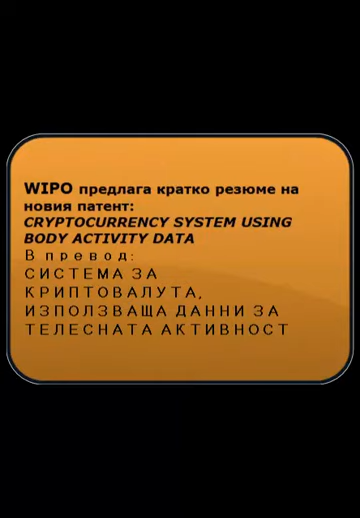 WIPO предлага кратко резюме на
новия патент:
CRYPTOCURRENCY SYSTEM USING
BODY ACTIVITY DATA
В превод:
СИСТЕМА ЗА
КРИПТОВАЛУТА,
ИЗПОЛЗВАЩА ДАННИ ЗА
ТЕЛЕСНАТА АКТИВНОСТ